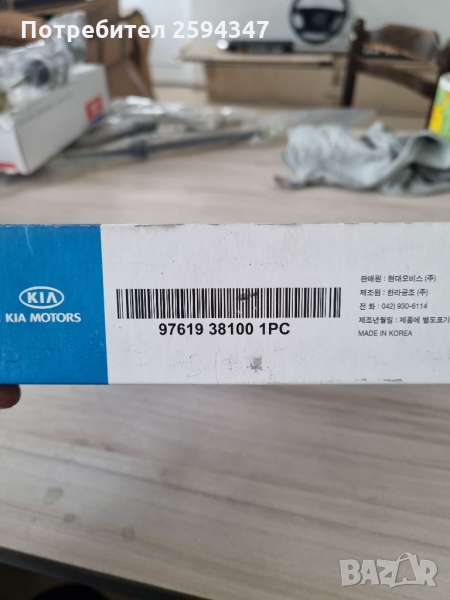 Потребител 2594347
KIA
KIA MOTORS
97619 38100 1PC
판매원 : 현대모비스 (주)
제조원 : 한라공조 (주)
전 화 : 042) 930-6114
제조년월일 : 제품에 별도표기
MADE IN KOREA
BAZAR